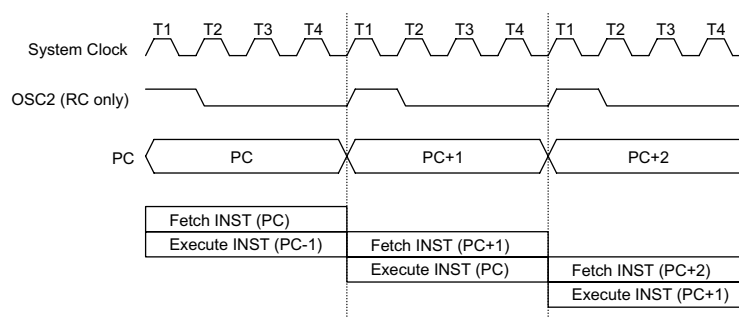 T1 T2 T3 T4 T1 T2 T3 T4 T1 T2 T3 T4
System Clock
OSC2 (RC only)
PC PC PC+1 PC+2
Fetch INST (PC)
Execute INST (PC-1) Fetch INST (PC+1)
Execute INST (PC) Fetch INST (PC+2)
Execute INST (PC+1)